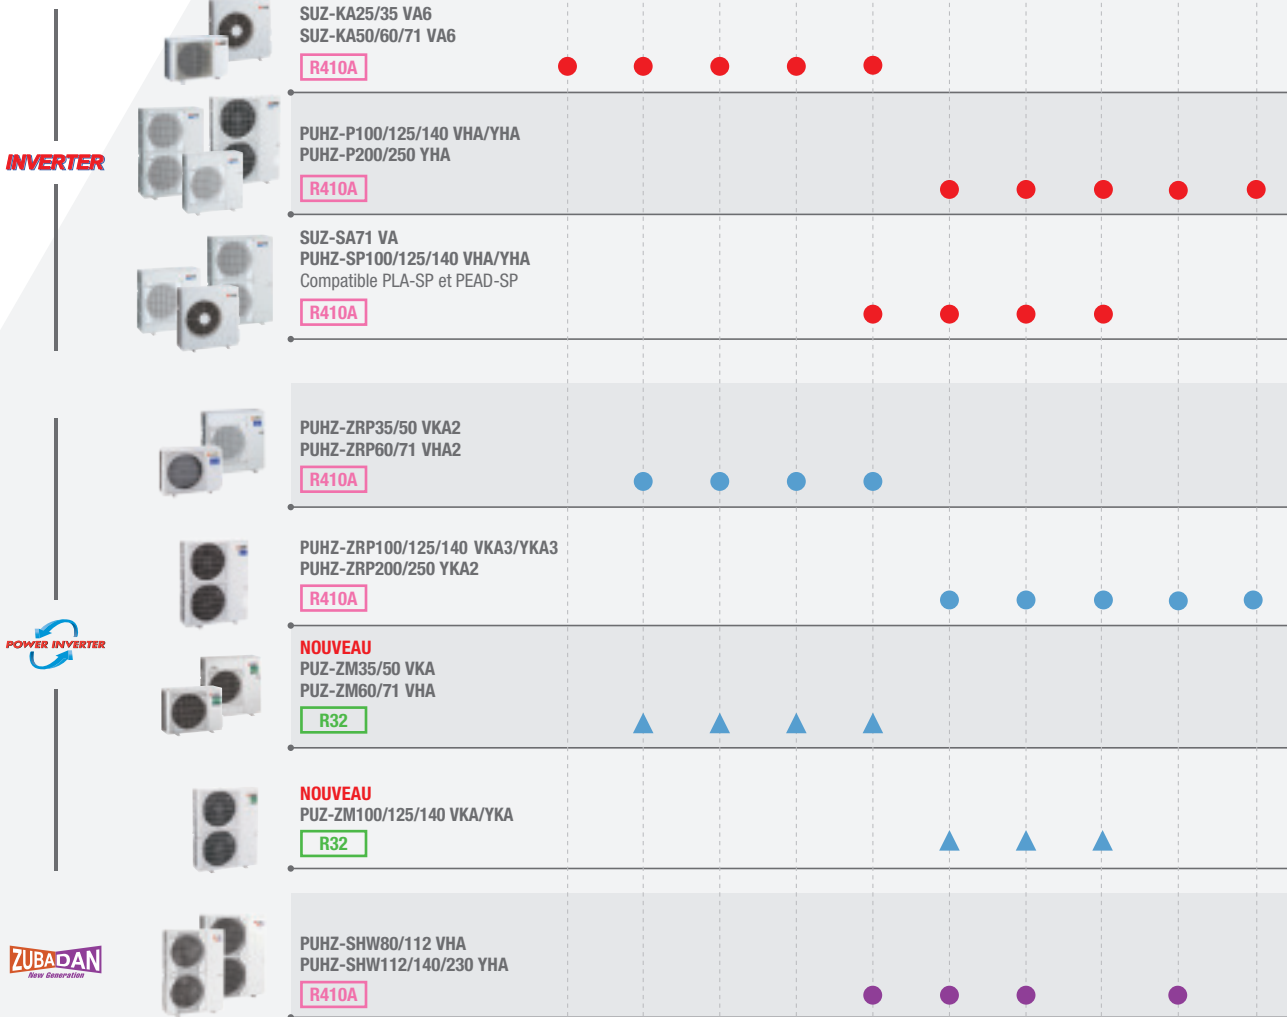 SUZ-KA25/35 VA6
SUZ-KA50/60/71 VA6
R410A
INVERTER
PUHZ-P100/125/140 VHA/YHA
PUHZ-P200/250 YHA
R410A
SUZ-SA71 VA
PUHZ-SP100/125/140 VHA/YHA
Compatible PLA-SP et PEAD-SP
R410A
PUHZ-ZRP35/50 VKA2
PUHZ-ZRP60/71 VHA2
R410A
PUHZ-ZRP100/125/140 VKA3/YKA3
PUHZ-ZRP200/250 YKA2
R410A
POWER INVERTER
NOUVEAU
PUZ-ZM35/50 VKA
PUZ-ZM60/71 VHA
R32
NOUVEAU
PUZ-ZM100/125/140 VKA/YKA
R32
ZUBADAN
New Generation
PUHZ-SHW80/112 VHA
PUHZ-SHW112/140/230 YHA
R410A